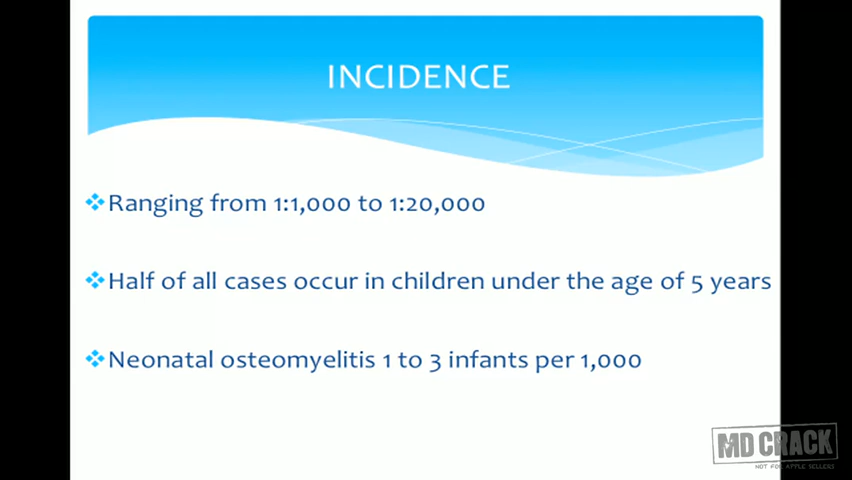 INCIDENCE
Ranging from 1:1,000 to 1:20,000
Half of all cases occur in children under the age of 5 years
Neonatal osteomyelitis 1 to 3 infants per 1,000
MD CRACK
NOT FOR APPLE SELLERS